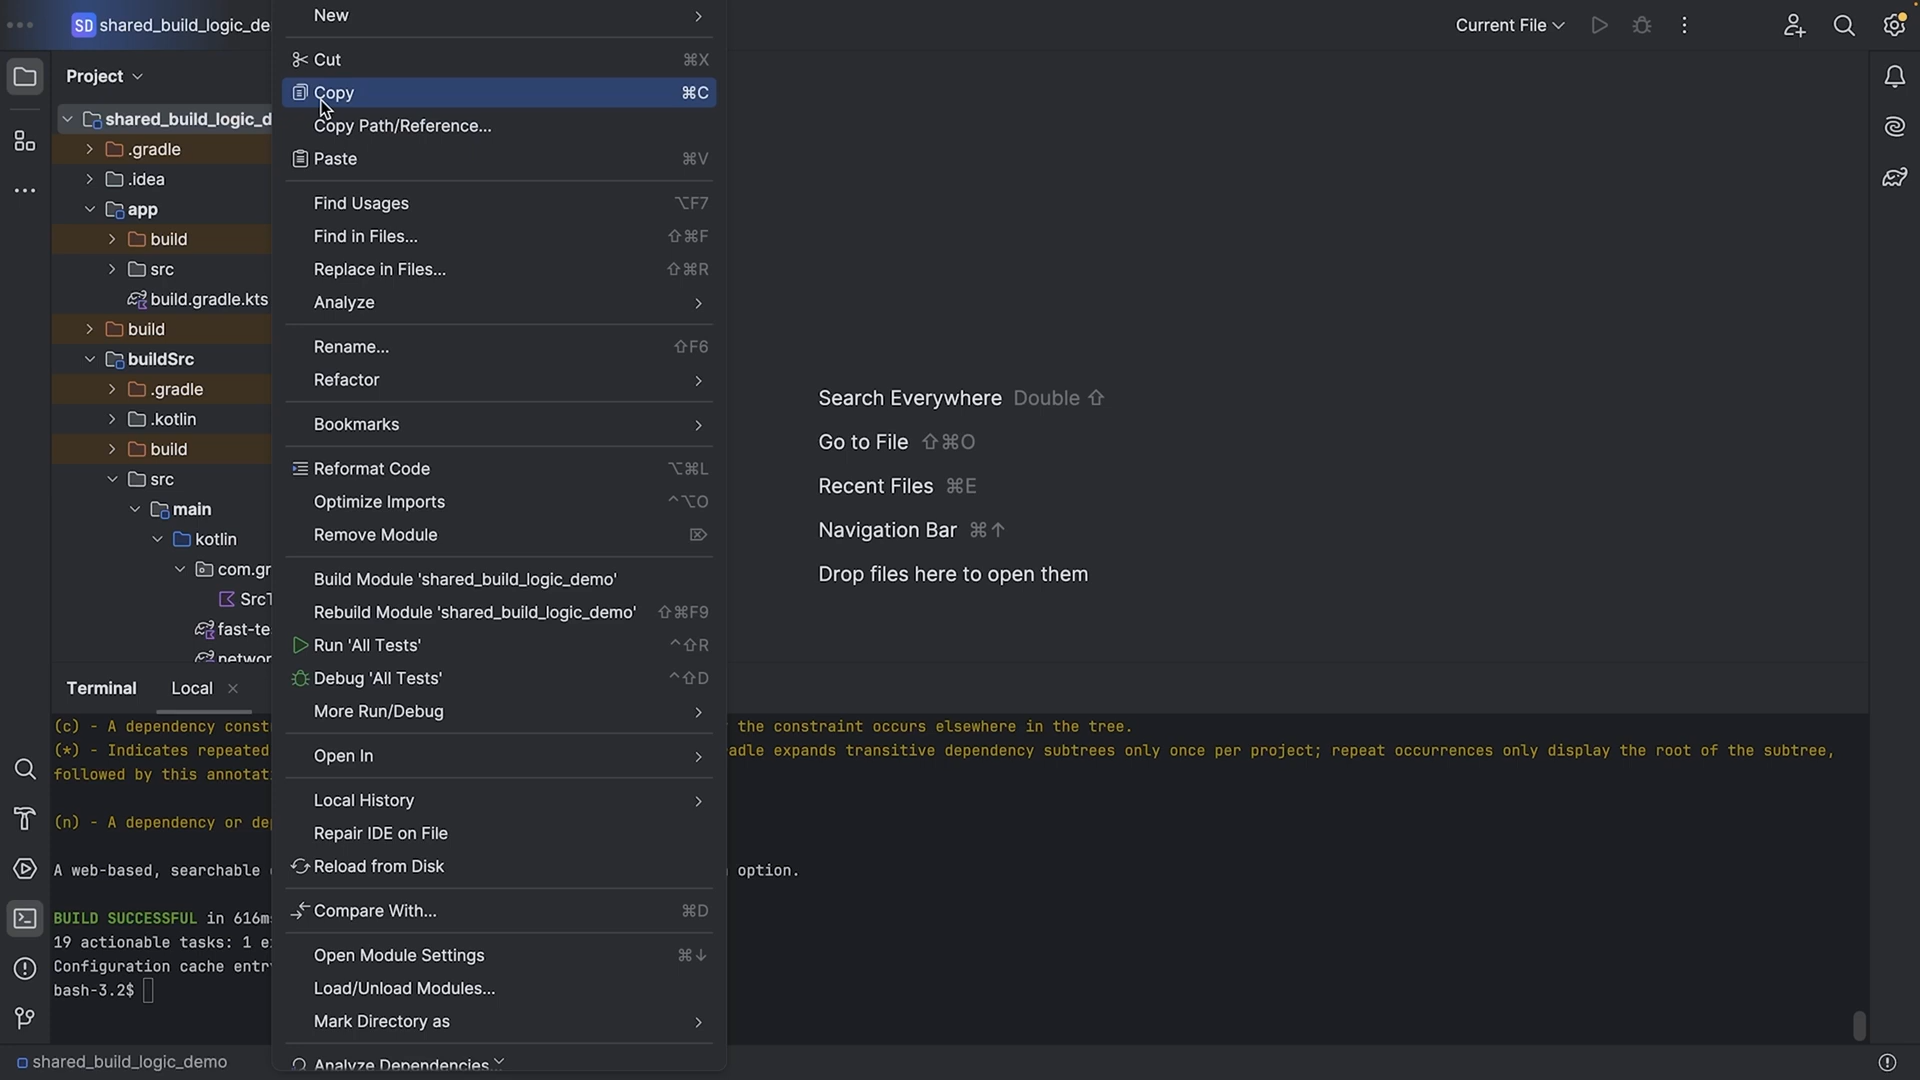 SD shared_build_logic_de
Current File
Project
shared_build_logic_d
.gradle
.idea
app
build
src
build.gradle.kts
build
buildSrc
.gradle
.kotlin
build
src
main
kotlin
com.gr
SrcT
fast-te
networ
New
Cut ⌘X
Copy ⌘C
Copy Path/Reference...
Paste ⌘V
Find Usages ⌥F7
Find in Files... ⇧⌘F
Replace in Files... ⇧⌘R
Analyze
Rename... ⇧F6
Refactor
Bookmarks
Reformat Code ⌥⌘L
Optimize Imports ^⌥O
Remove Module ⌦
Build Module 'shared_build_logic_demo'
Rebuild Module 'shared_build_logic_demo' ⇧⌘F9
Run 'All Tests' ^⇧R
Debug 'All Tests' ^⇧D
More Run/Debug
Open In
Local History
Repair IDE on File
Reload from Disk
Compare With... ⌘D
Open Module Settings ⌘↓
Load/Unload Modules...
Mark Directory as
Analyze Dependencies...
Search Everywhere Double ⇧
Go to File ⇧⌘O
Recent Files ⌘E
Navigation Bar ⌘↑
Drop files here to open them
Terminal Local
(c) - A dependency const the constraint occurs elsewhere in the tree.
(*) - Indicates repeated adle expands transitive dependency subtrees only once per project; repeat occurrences only display the root of the subtree,
followed by this annotati
(n) - A dependency or de
A web-based, searchable option.
BUILD SUCCESSFUL in 616ms
19 actionable tasks: 1 e
Configuration cache entr
bash-3.2$
shared_build_logic_demo